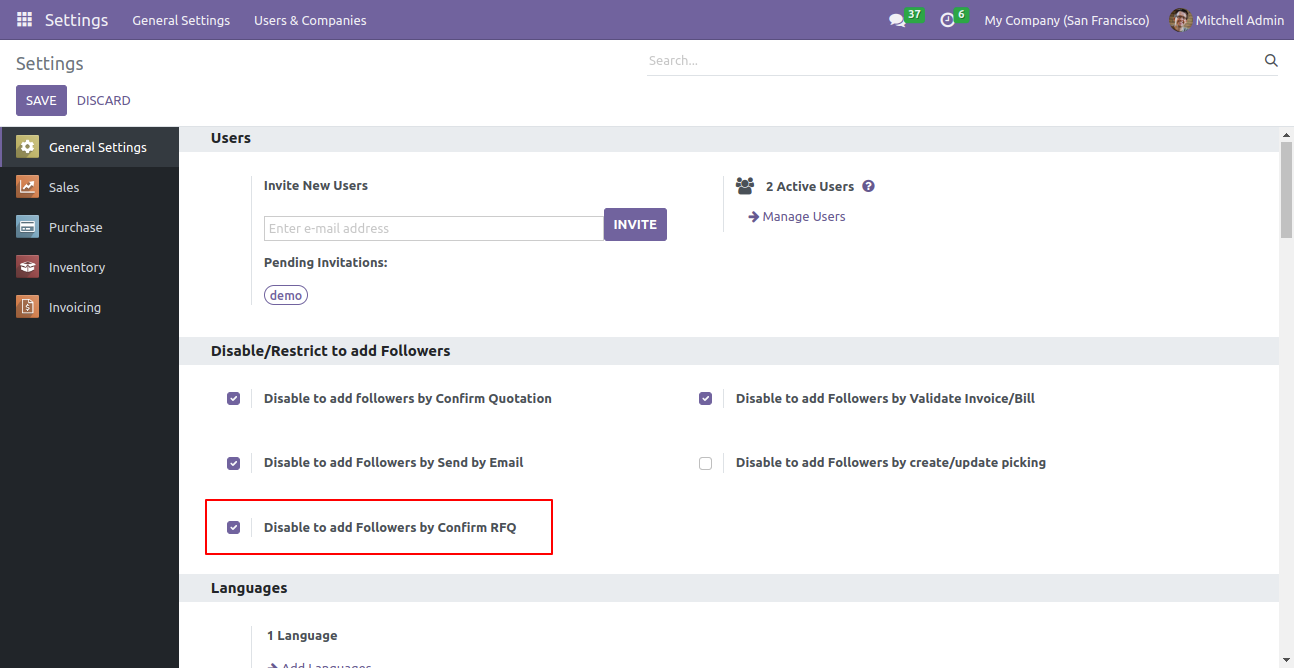 Settings General Settings Users & Companies 37 6 My Company (San Francisco) Mitchell Admin
Settings
Search...
SAVE DISCARD
General Settings
Sales
Purchase
Inventory
Invoicing
Users
Invite New Users
Enter e-mail address INVITE
Pending Invitations:
demo
2 Active Users ?
Manage Users
Disable/Restrict to add Followers
Disable to add followers by Confirm Quotation
Disable to add Followers by Validate Invoice/Bill
Disable to add Followers by Send by Email
Disable to add Followers by create/update picking
Disable to add Followers by Confirm RFQ
Languages
1 Language
Add Languages